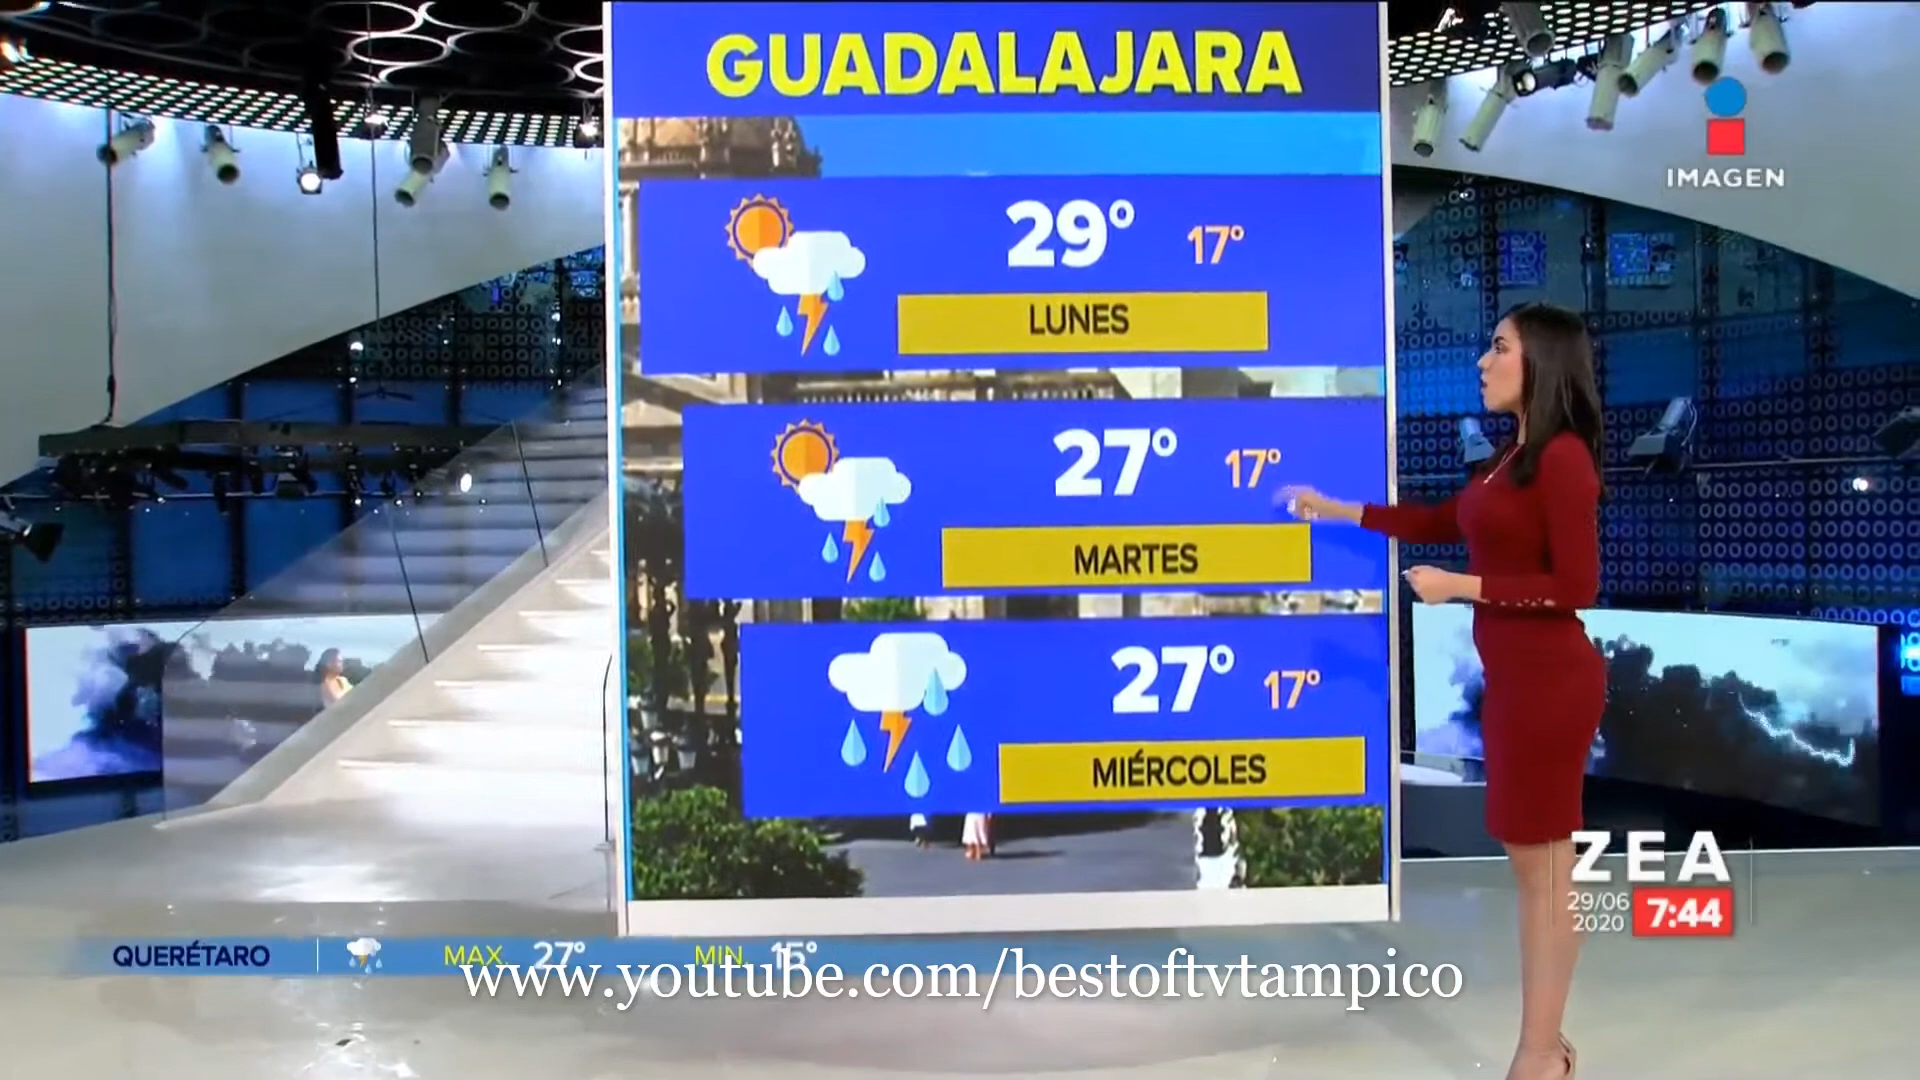 GUADALAJARA
29° 17°
LUNES
27° 17°
MARTES
27° 17°
MIÉRCOLES
IMAGEN
ZEA
29/06
2020
7:44
QUERÉTARO MAX. 27° MIN. 15°
www.youtube.com/bestoftvtampico